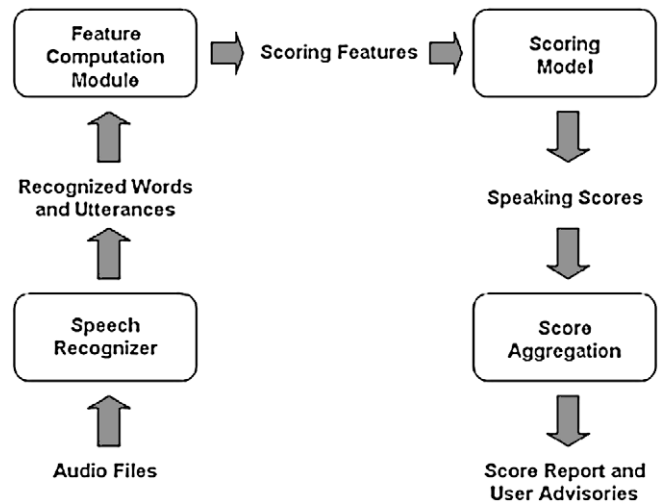 Feature
Computation
Module
Scoring Features
Scoring
Model
Recognized Words
and Utterances
Speaking Scores
Speech
Recognizer
Score
Aggregation
Audio Files
Score Report and
User Advisories